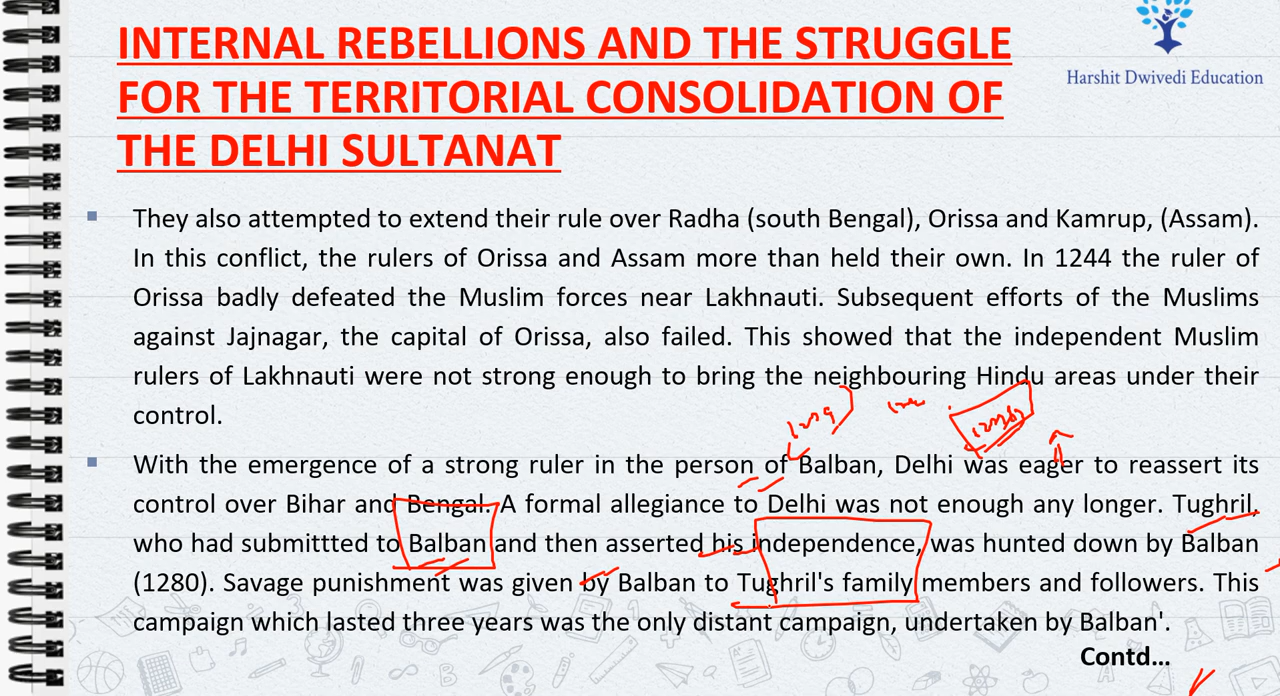 INTERNAL REBELLIONS AND THE STRUGGLE
FOR THE TERRITORIAL CONSOLIDATION OF
THE DELHI SULTANAT
Harshit Dwivedi Education
They also attempted to extend their rule over Radha (south Bengal), Orissa and Kamrup, (Assam).
In this conflict, the rulers of Orissa and Assam more than held their own. In 1244 the ruler of
Orissa badly defeated the Muslim forces near Lakhnauti. Subsequent efforts of the Muslims
against Jajnagar, the capital of Orissa, also failed. This showed that the independent Muslim
rulers of Lakhnauti were not strong enough to bring the neighbouring Hindu areas under their
control.
With the emergence of a strong ruler in the person of Balban, Delhi was eager to reassert its
control over Bihar and Bengal. A formal allegiance to Delhi was not enough any longer. Tughril,
who had submittted to Balban and then asserted his independence, was hunted down by Balban
(1280). Savage punishment was given by Balban to Tughril's family members and followers. This
campaign which lasted three years was the only distant campaign, undertaken by Balban'.
Contd...